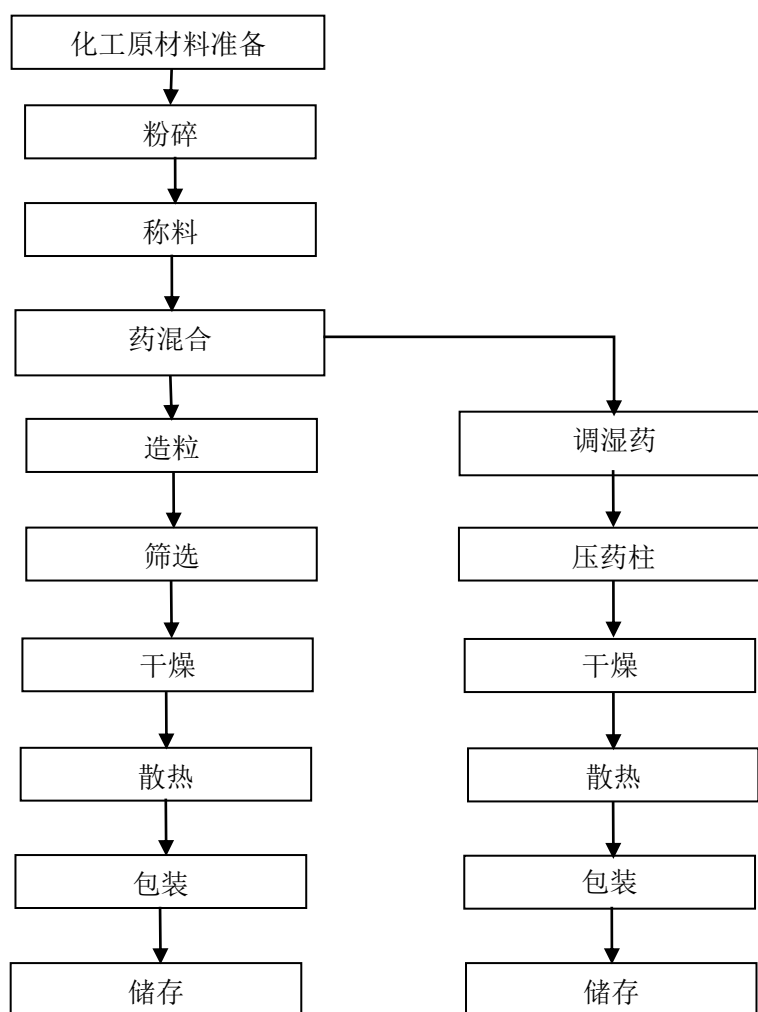 化工原材料准备
粉碎
称料
药混合
造粒
筛选
干燥
散热
包装
储存
调湿药
压药柱
干燥
散热
包装
储存